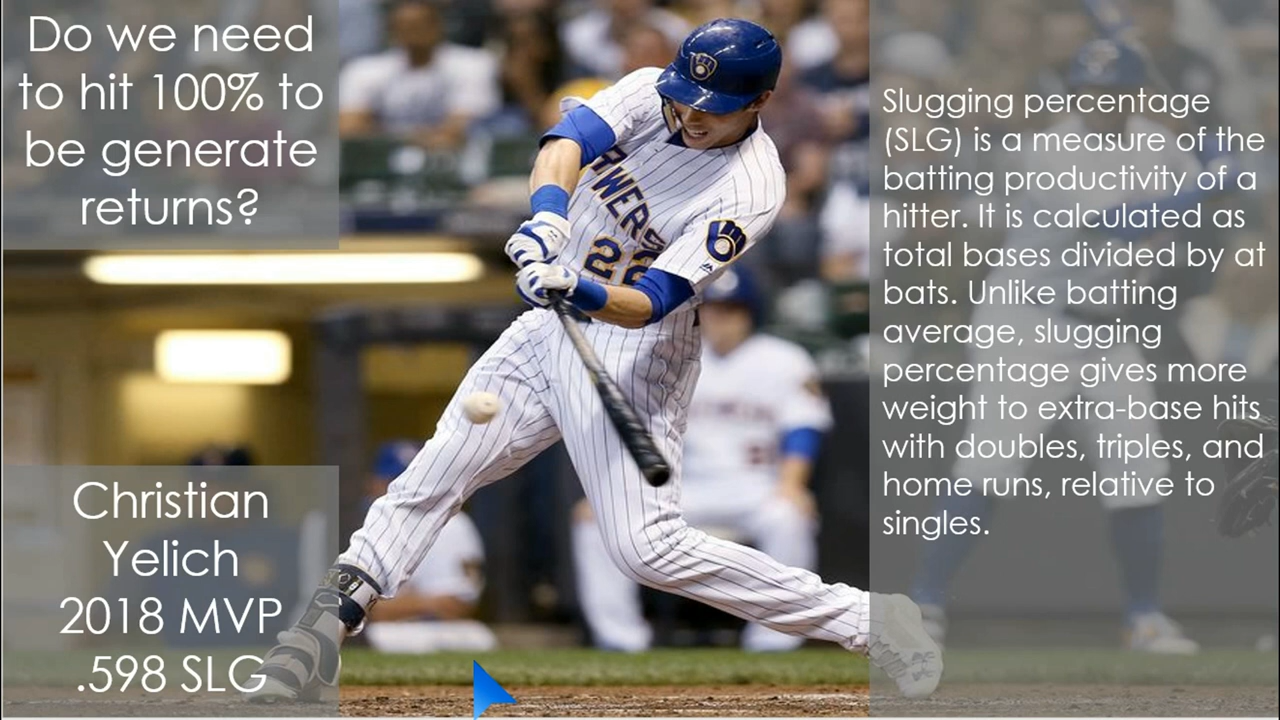 Do we need
to hit 100% to
be generate
returns?
Christian
Yelich
2018 MVP
.598 SLG
Slugging percentage
(SLG) is a measure of the
batting productivity of a
hitter. It is calculated as
total bases divided by at
bats. Unlike batting
average, slugging
percentage gives more
weight to extra-base hits
with doubles, triples, and
home runs, relative to
singles.
22